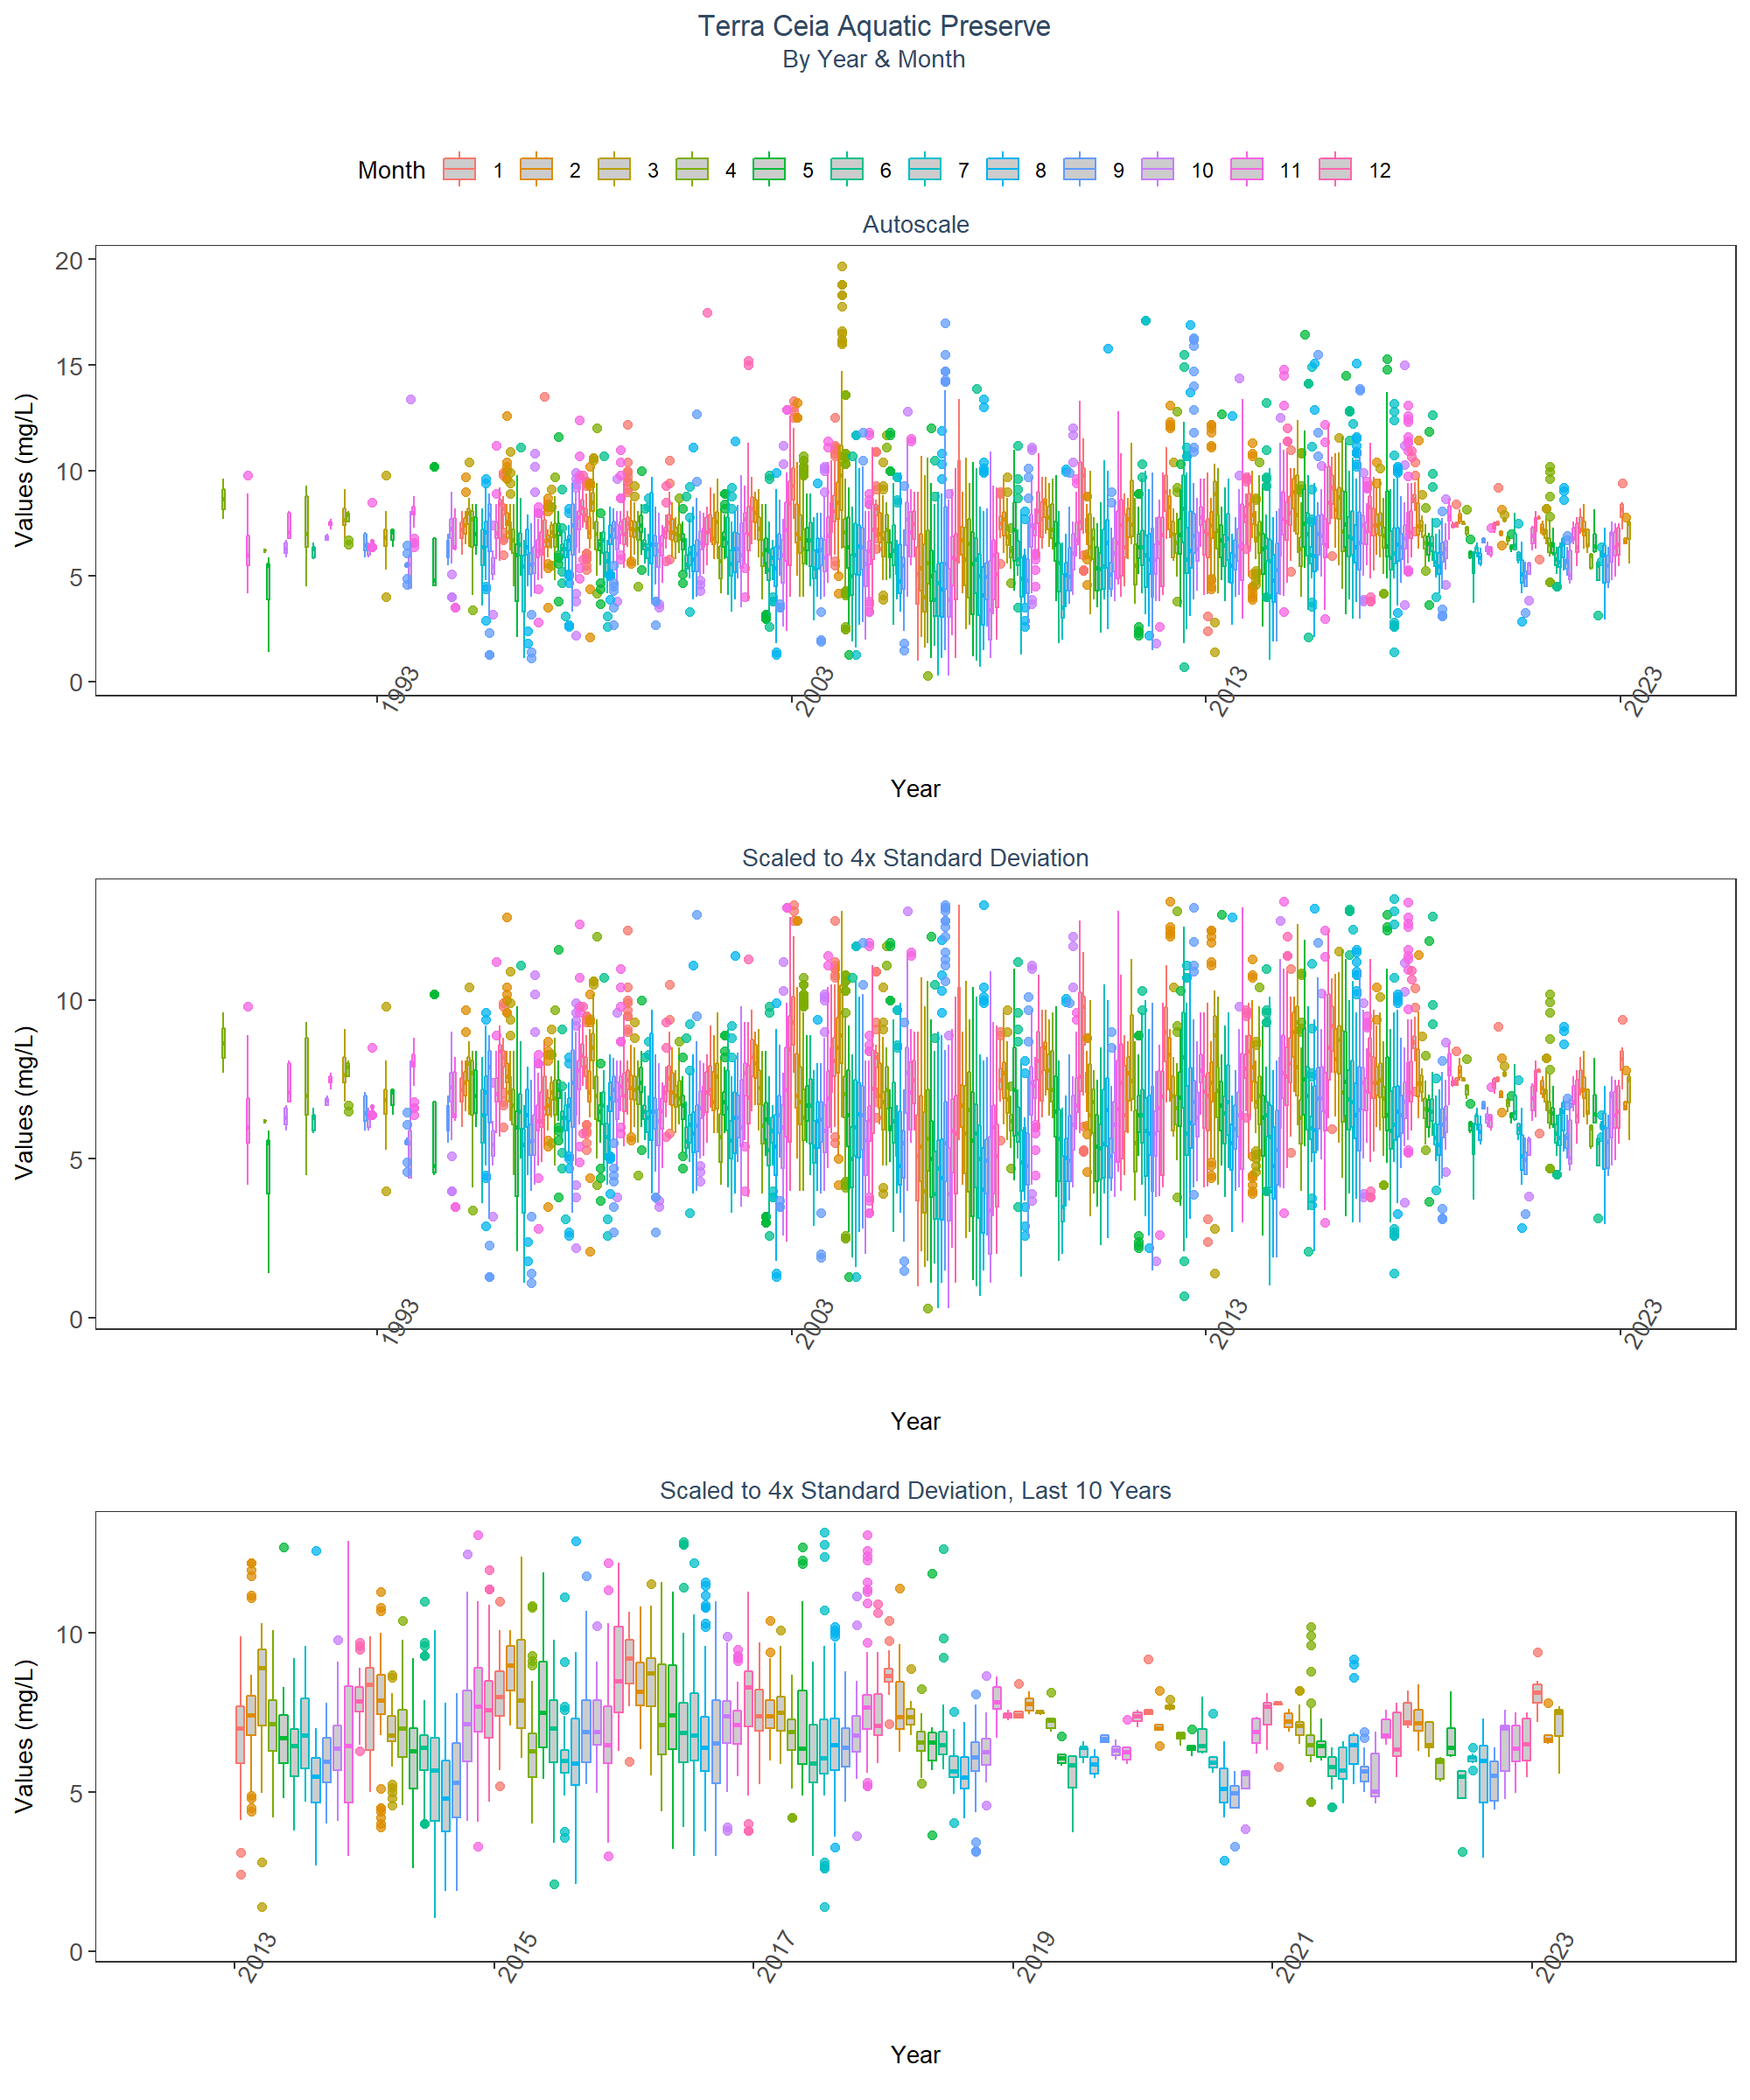 Terra Ceia Aquatic Preserve
By Year & Month
Month 1 2 3 4 5 6 7 8 9 10 11 12
Autoscale
Values (mg/L)
20
15
10
5
0
1993 2003 2013 2023
Year
Scaled to 4x Standard Deviation
Values (mg/L)
10
5
0
1993 2003 2013 2023
Year
Scaled to 4x Standard Deviation, Last 10 Years
Values (mg/L)
10
5
0
2013 2015 2017 2019 2021 2023
Year